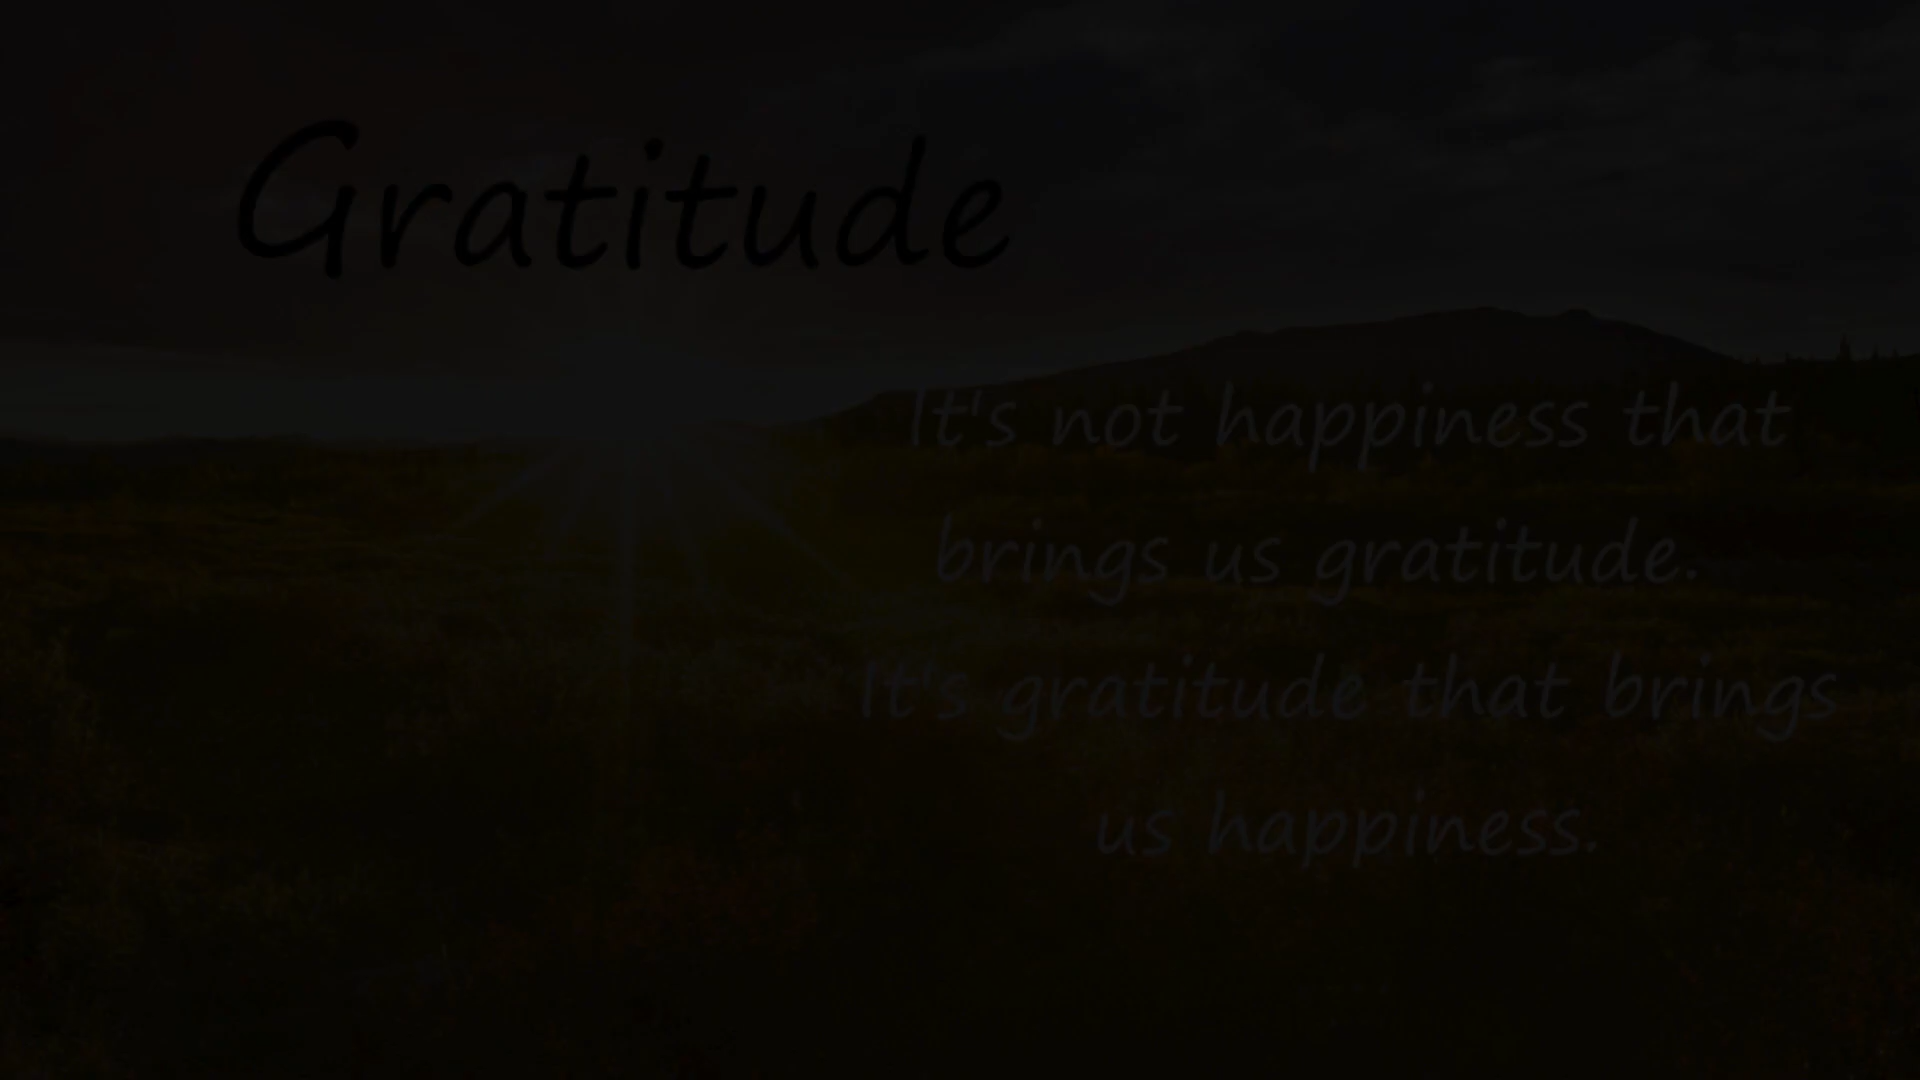 Gratitude
It's not happiness that
brings us gratitude.
It's gratitude that brings
us happiness.